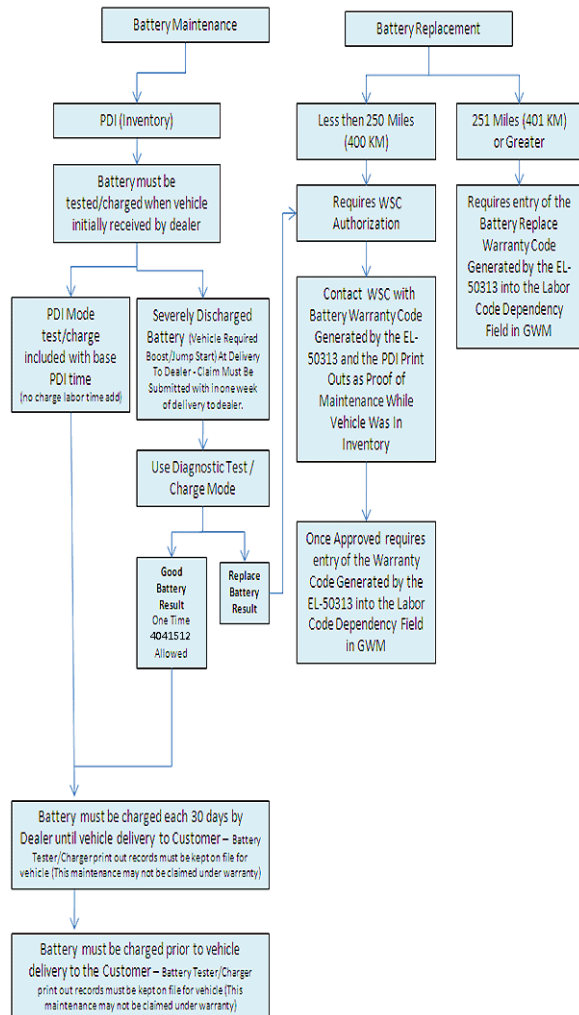 Battery Maintenance
PDI (Inventory)
Battery must be
tested/charged when vehicle
initially received by dealer
PDI Mode
test/charge
included with base
PDI time
(no charge labor time add)
Severely Discharged
Battery (Vehicle Required
Boost/Jump Start) At Delivery
To Dealer - Claim Must Be
Submitted with in one week
of delivery to dealer.
Use Diagnostic Test /
Charge Mode
Good
Battery
Result
One Time
4041512
Allowed
Replace
Battery
Result
Battery must be charged each 30 days by
Dealer until vehicle delivery to Customer – Battery
Tester/Charger print out records must be kept on file for
vehicle (This maintenance may not be claimed under warranty)
Battery must be charged prior to vehicle
delivery to the Customer – Battery Tester/Charger
print out records must be kept on file for vehicle (This
maintenance may not be claimed under warranty)
Battery Replacement
Less then 250 Miles
(400 KM)
Requires WSC
Authorization
Contact WSC with
Battery Warranty Code
Generated by the EL-
50313 and the PDI Print
Outs as Proof of
Maintenance While
Vehicle Was In
Inventory
Once Approved requires
entry of the Warranty
Code Generated by the
EL-50313 into the Labor
Code Dependency Field
in GWM
251 Miles (401 KM)
or Greater
Requires entry of the
Battery Replace
Warranty Code
Generated by the EL-
50313 into the Labor
Code Dependency
Field in GWM